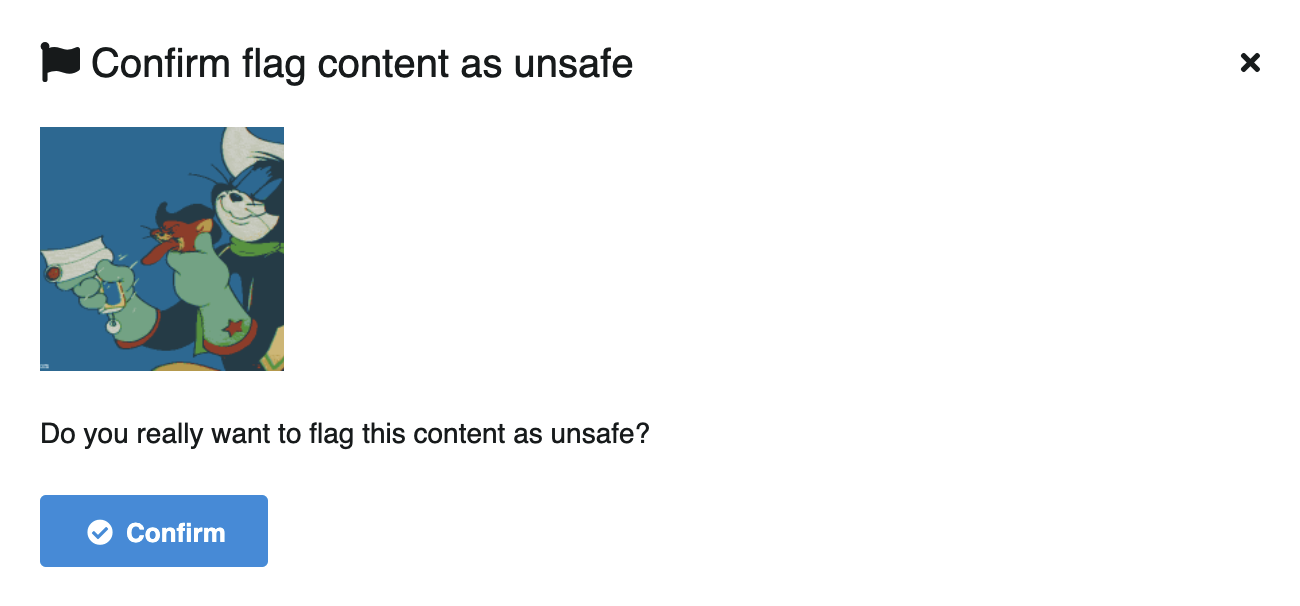 Confirm flag content as unsafe
Do you really want to flag this content as unsafe?
Confirm